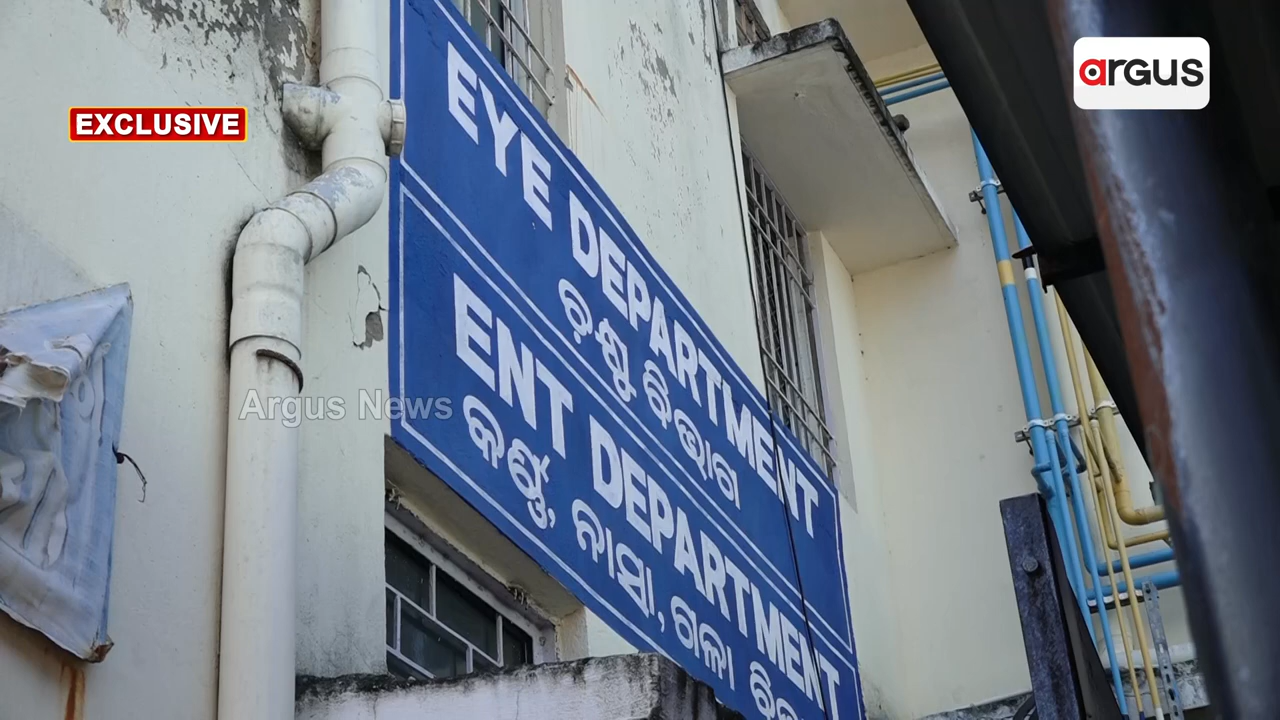 EXCLUSIVE
argus
EYE DEPARTMENT
ଚକ୍ଷୁ ବିଭାଗ
ENT DEPARTMENT
କର୍ଣ୍ଣ, ନାସା, ଗଳା
Argus News